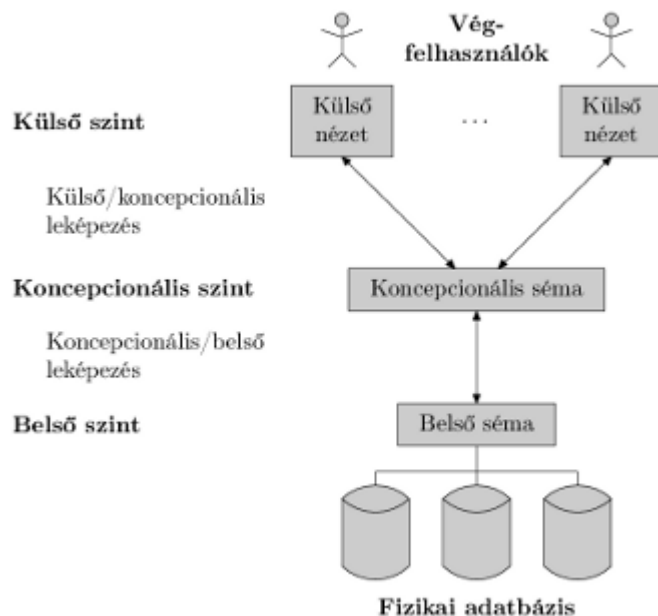 Vég-
felhasználók
Külső szint
Külső
nézet
...
Külső
nézet
Külső/koncepcionális
leképezés
Koncepcionális szint
Koncepcionális séma
Koncepcionális/belső
leképezés
Belső szint
Belső séma
Fizikai adatbázis